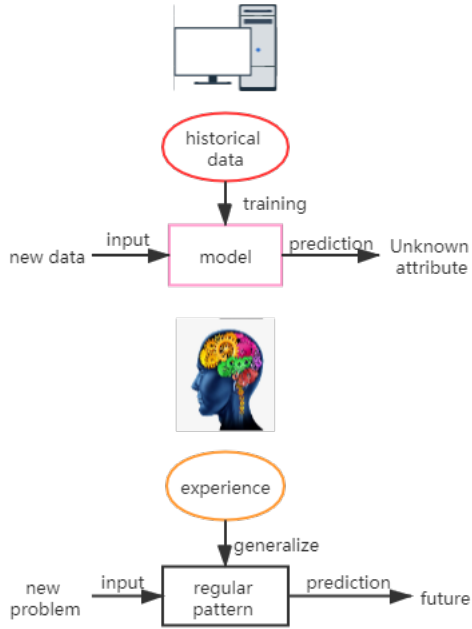 historical
data
training
input
prediction
new data
model
Unknown
attribute
experience
generalize
input
prediction
new
problem
regular
pattern
future